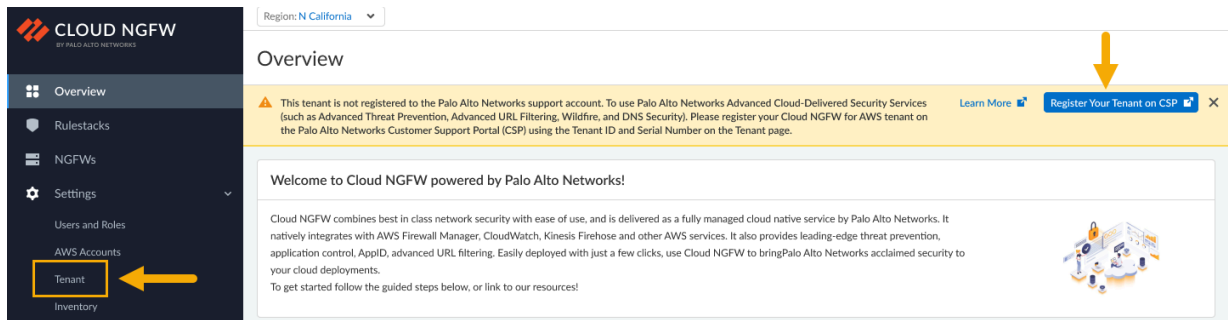 CLOUD NGFW
BY PALO ALTO NETWORKS
Overview
Rulestacks
NGFWs
Settings
Users and Roles
AWS Accounts
Tenant
Inventory
Region: N California
Overview
This tenant is not registered to the Palo Alto Networks support account. To use Palo Alto Networks Advanced Cloud-Delivered Security Services
(such as Advanced Threat Prevention, Advanced URL Filtering, Wildfire, and DNS Security). Please register your Cloud NGFW for AWS tenant on
the Palo Alto Networks Customer Support Portal (CSP) using the Tenant ID and Serial Number on the Tenant page.
Learn More
Register Your Tenant on CSP
Welcome to Cloud NGFW powered by Palo Alto Networks!
Cloud NGFW combines best in class network security with ease of use, and is delivered as a fully managed cloud native service by Palo Alto Networks. It
natively integrates with AWS Firewall Manager, CloudWatch, Kinesis Firehose and other AWS services. It also provides leading-edge threat prevention,
application control, AppID, advanced URL filtering. Easily deployed with just a few clicks, use Cloud NGFW to bringPalo Alto Networks acclaimed security to
your cloud deployments.
To get started follow the guided steps below, or link to our resources!